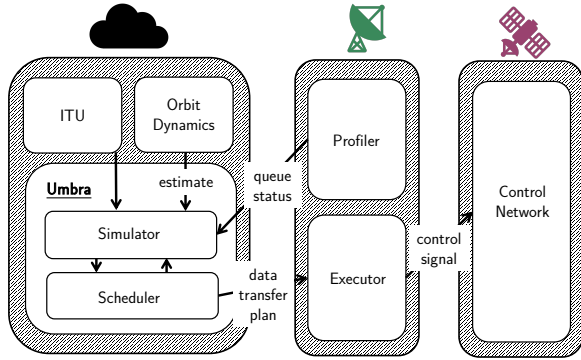 ITU
Orbit
Dynamics
Profiler
estimate
queue
status
Umbra
Control
Network
Simulator
control
signal
data
transfer
plan
Executor
Scheduler